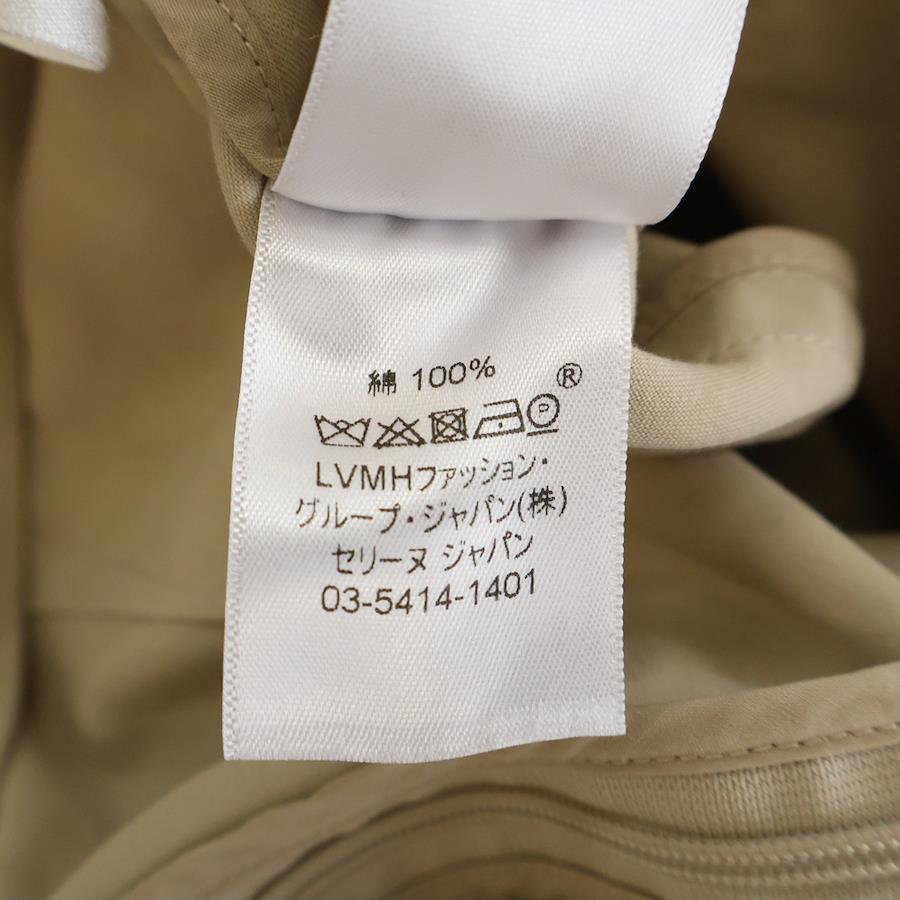 綿 100%
®
P
LVMHファッション・
グループ・ジャパン(株)
セリーヌ ジャパン
03-5414-1401